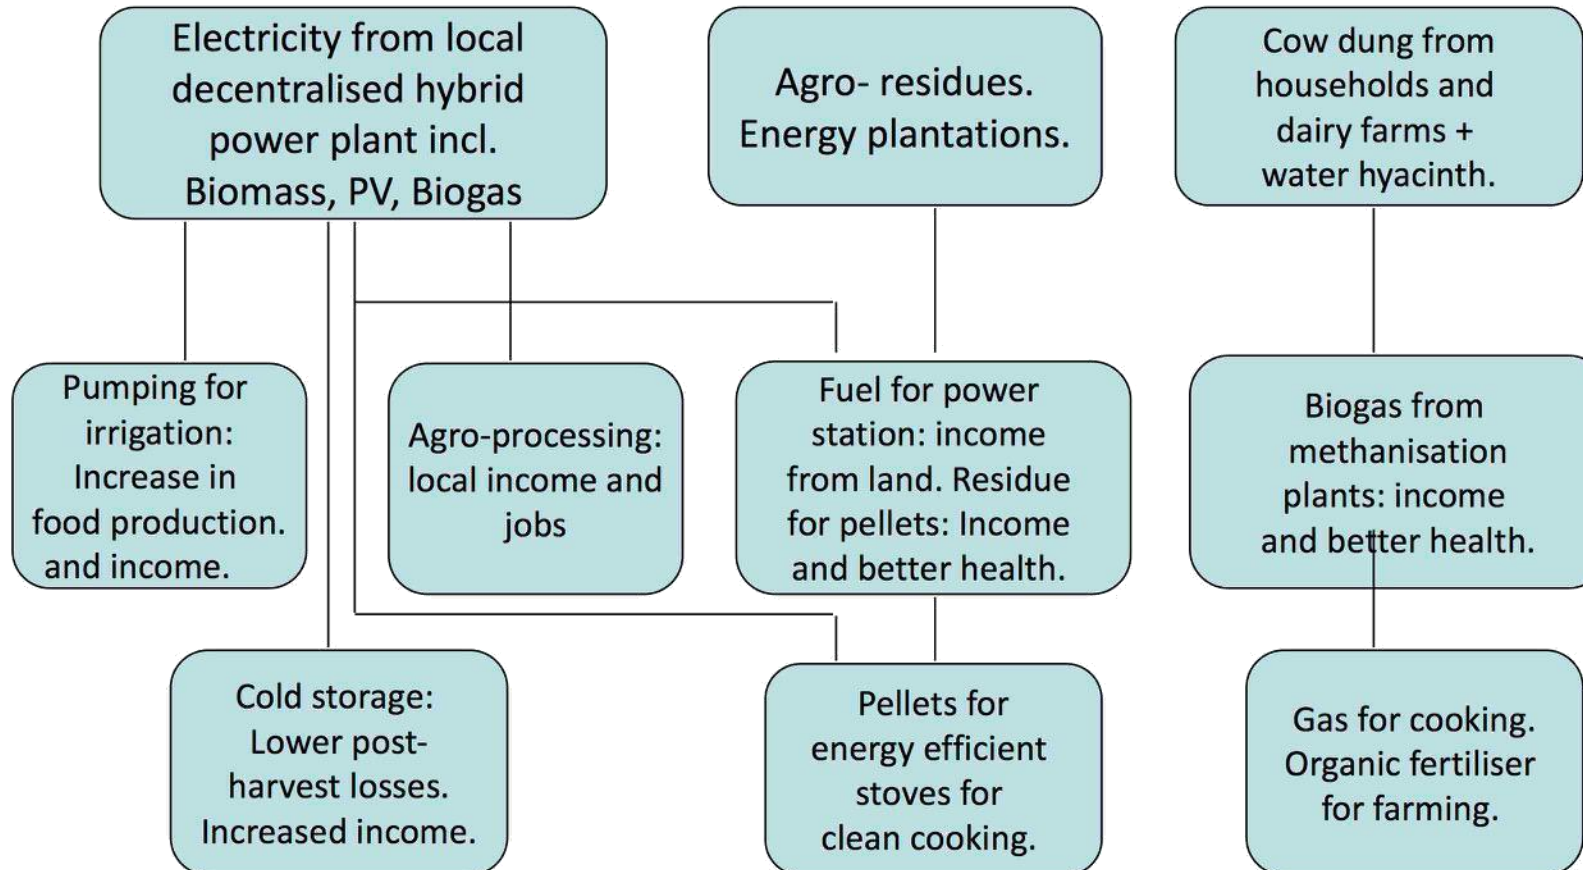 Electricity from local
decentralised hybrid
power plant incl.
Biomass, PV, Biogas
Agro- residues.
Energy plantations.
Cow dung from
households and
dairy farms +
water hyacinth.
Pumping for
irrigation:
Increase in
food production.
and income.
Agro-processing:
local income and
jobs
Fuel for power
station: income
from land. Residue
for pellets: Income
and better health.
Biogas from
methanisation
plants: income
and better health.
Cold storage:
Lower post-
harvest losses.
Increased income.
Pellets for
energy efficient
stoves for
clean cooking.
Gas for cooking.
Organic fertiliser
for farming.